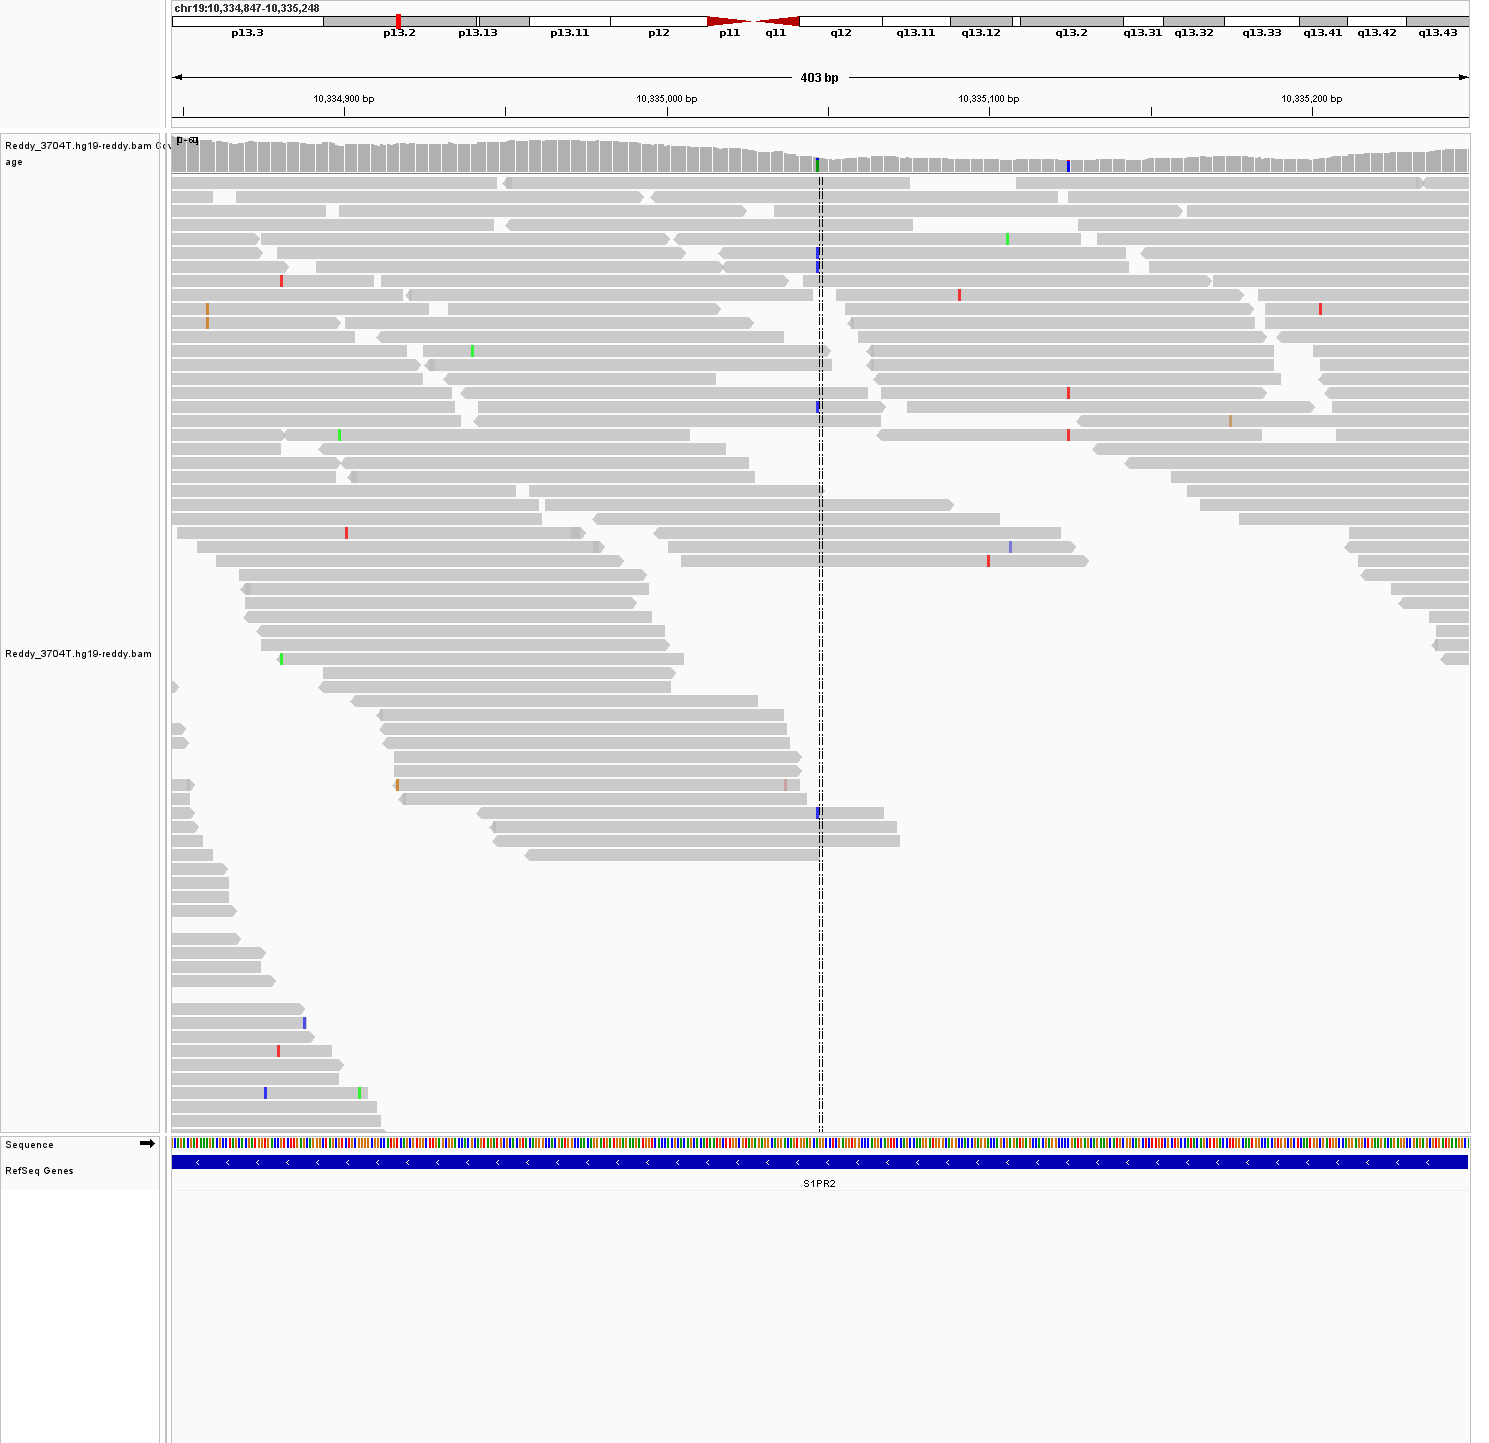 chr19:10,334,847-10,335,248
p13.3 p13.2 p13.13 p13.11 p12 p11 q11 q12 q13.11 q13.12 q13.2 q13.31 q13.32 q13.33 q13.41 q13.42 q13.43
403 bp
10,334,900 bp 10,335,000 bp 10,335,100 bp 10,335,200 bp
Reddy_3704T.hg19-reddy.bam Cov
age
Reddy_3704T.hg19-reddy.bam
Sequence
RefSeq Genes
S1PR2